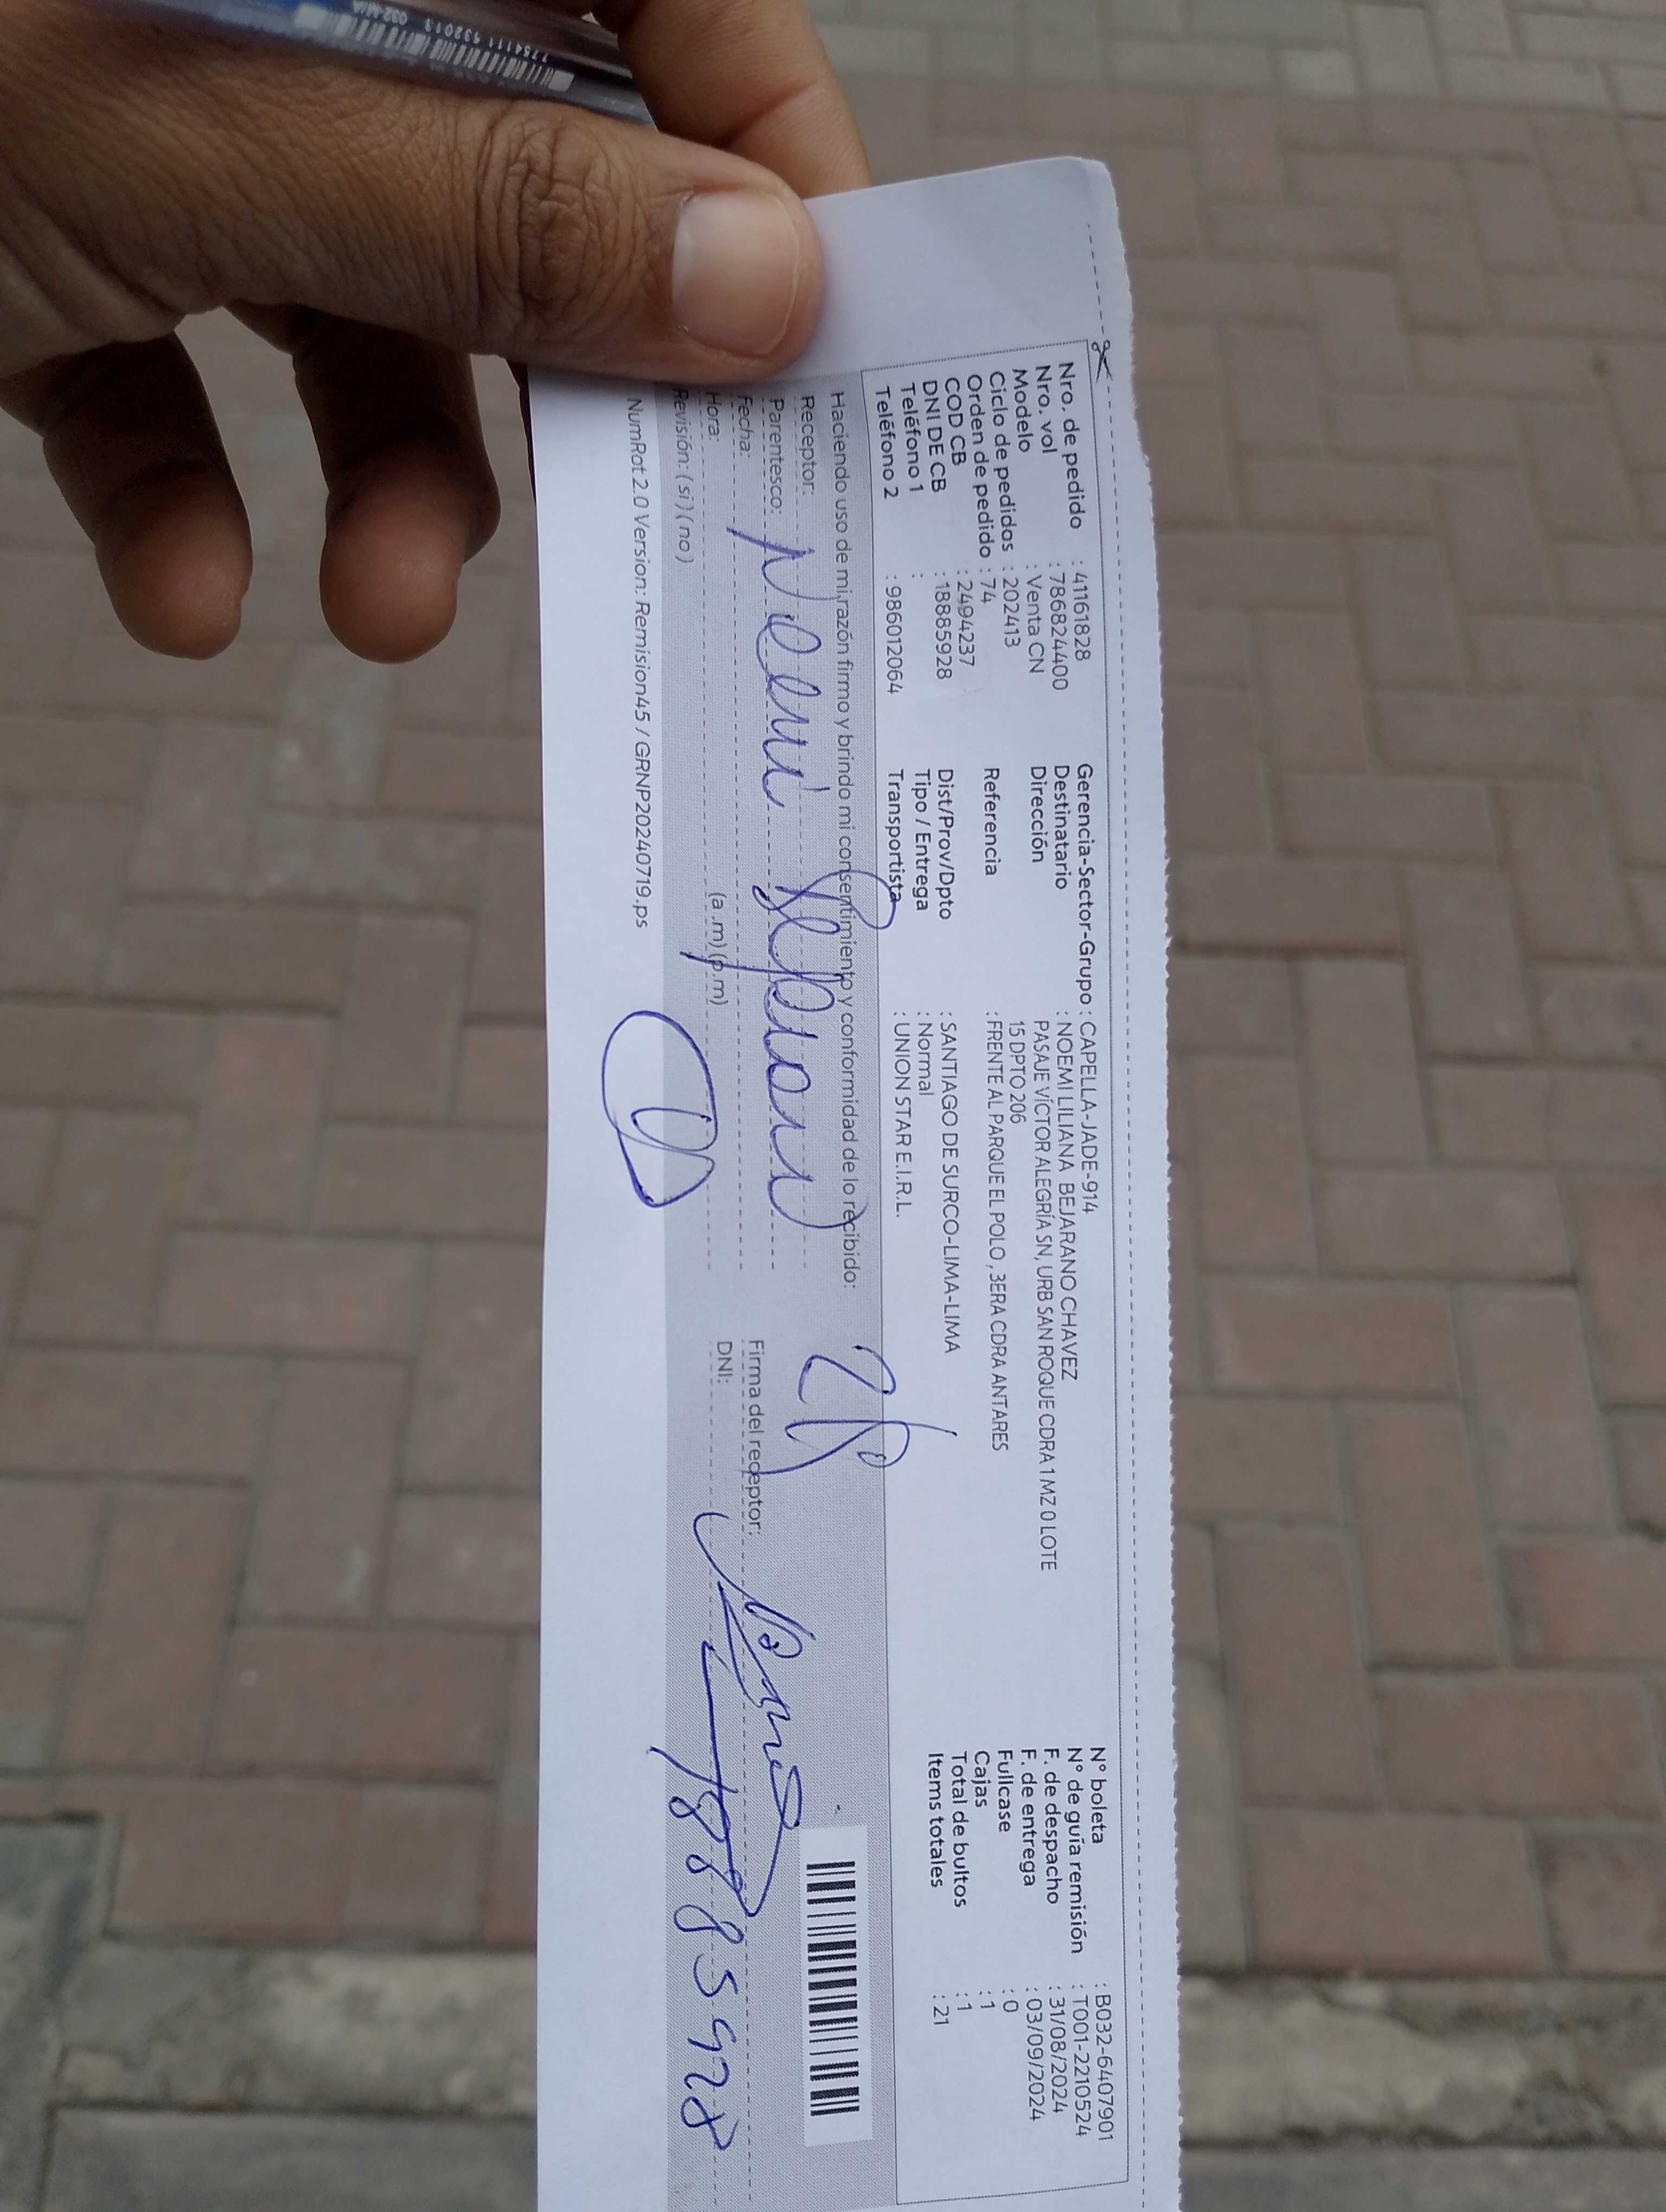 Nro. de pedido : 41161828
Nro. vol : 786824400
Modelo : Venta CN
Ciclo de pedidos : 202413
Orden de pedido : 74
COD CB : 2494237
DNI DE CB : 18885928
Teléfono 1 :
Teléfono 2 : 986012064
Gerencia-Sector-Grupo : CAPELLA-JADE-914
Destinatario : NOEMI LILIANA BEJARANO CHAVEZ
Dirección : PASAJE VÍCTOR ALEGRÍA SN, URB SAN ROQUE CDRA 1 MZ O LOTE
15 DPTO 206
Referencia : FRENTE AL PARQUE EL POLO , 3ERA CDRA ANTARES
Dist/Prov/Dpto : SANTIAGO DE SURCO-LIMA-LIMA
Tipo / Entrega : Normal
Transportista : UNION STAR E.I.R.L.
N° boleta : B032-6407901
N° de guía remisión : T001-2210524
F. de despacho : 31/08/2024
F. de entrega : 03/09/2024
Fullcase : 0
Cajas : 1
Total de bultos : 1
Items totales : 21
Haciendo uso de mi razón firmo y brindo mi consentimiento y conformidad de lo recibido:
Receptor:
Parentesco:
Fecha:
Hora: (a.m) (p.m)
Revisión: ( si ) ( no )
Firma del receptor:
DNI: 18885928
NumRot 2.0 Version: Remision45 / GRNP20240719.ps
7754111 532013